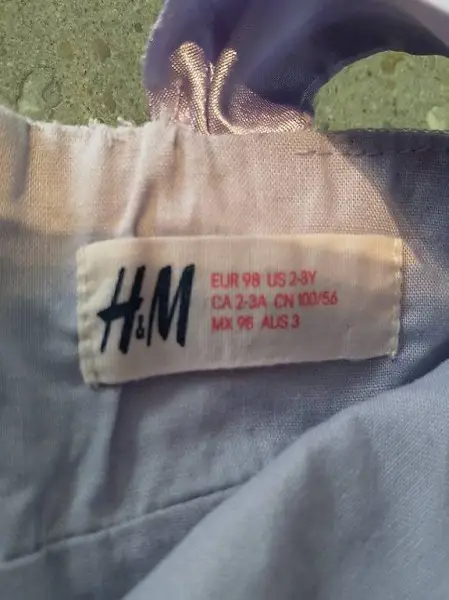 H&M
EUR 98 US 2-3Y
CA 2-3A CN 100/56
MX 98 AUS 3